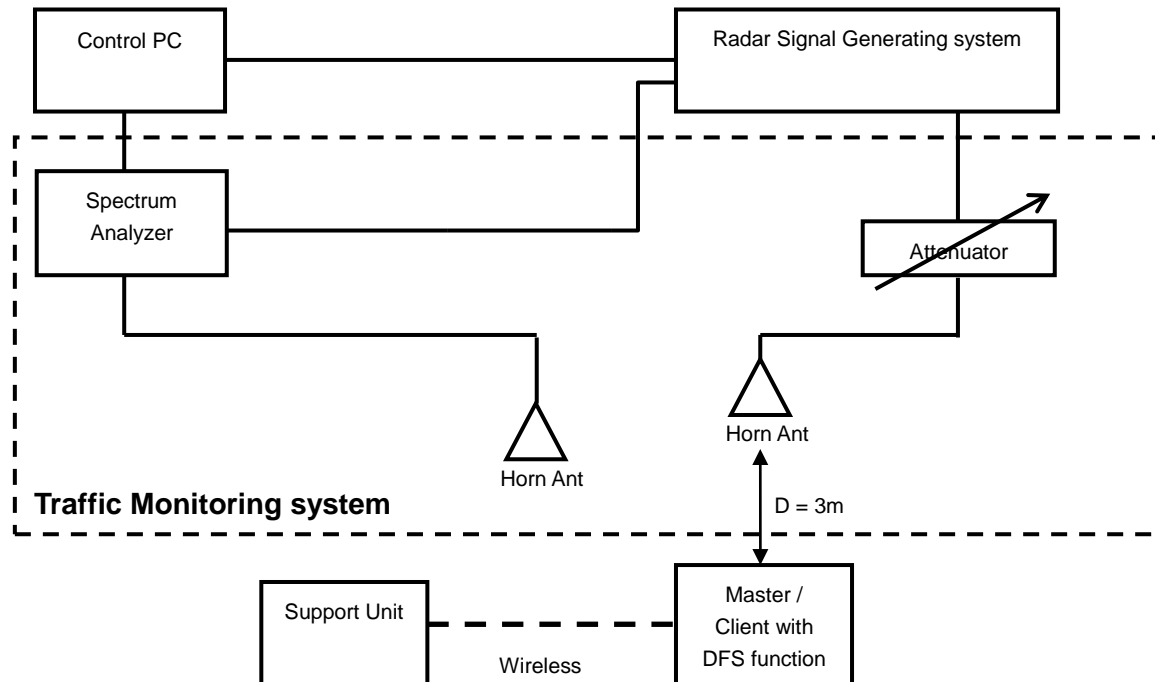 Control PC
Radar Signal Generating system
Spectrum
Analyzer
Attenuator
Horn Ant
Horn Ant
Traffic Monitoring system
D = 3m
Support Unit
Wireless
Master /
Client with
DFS function